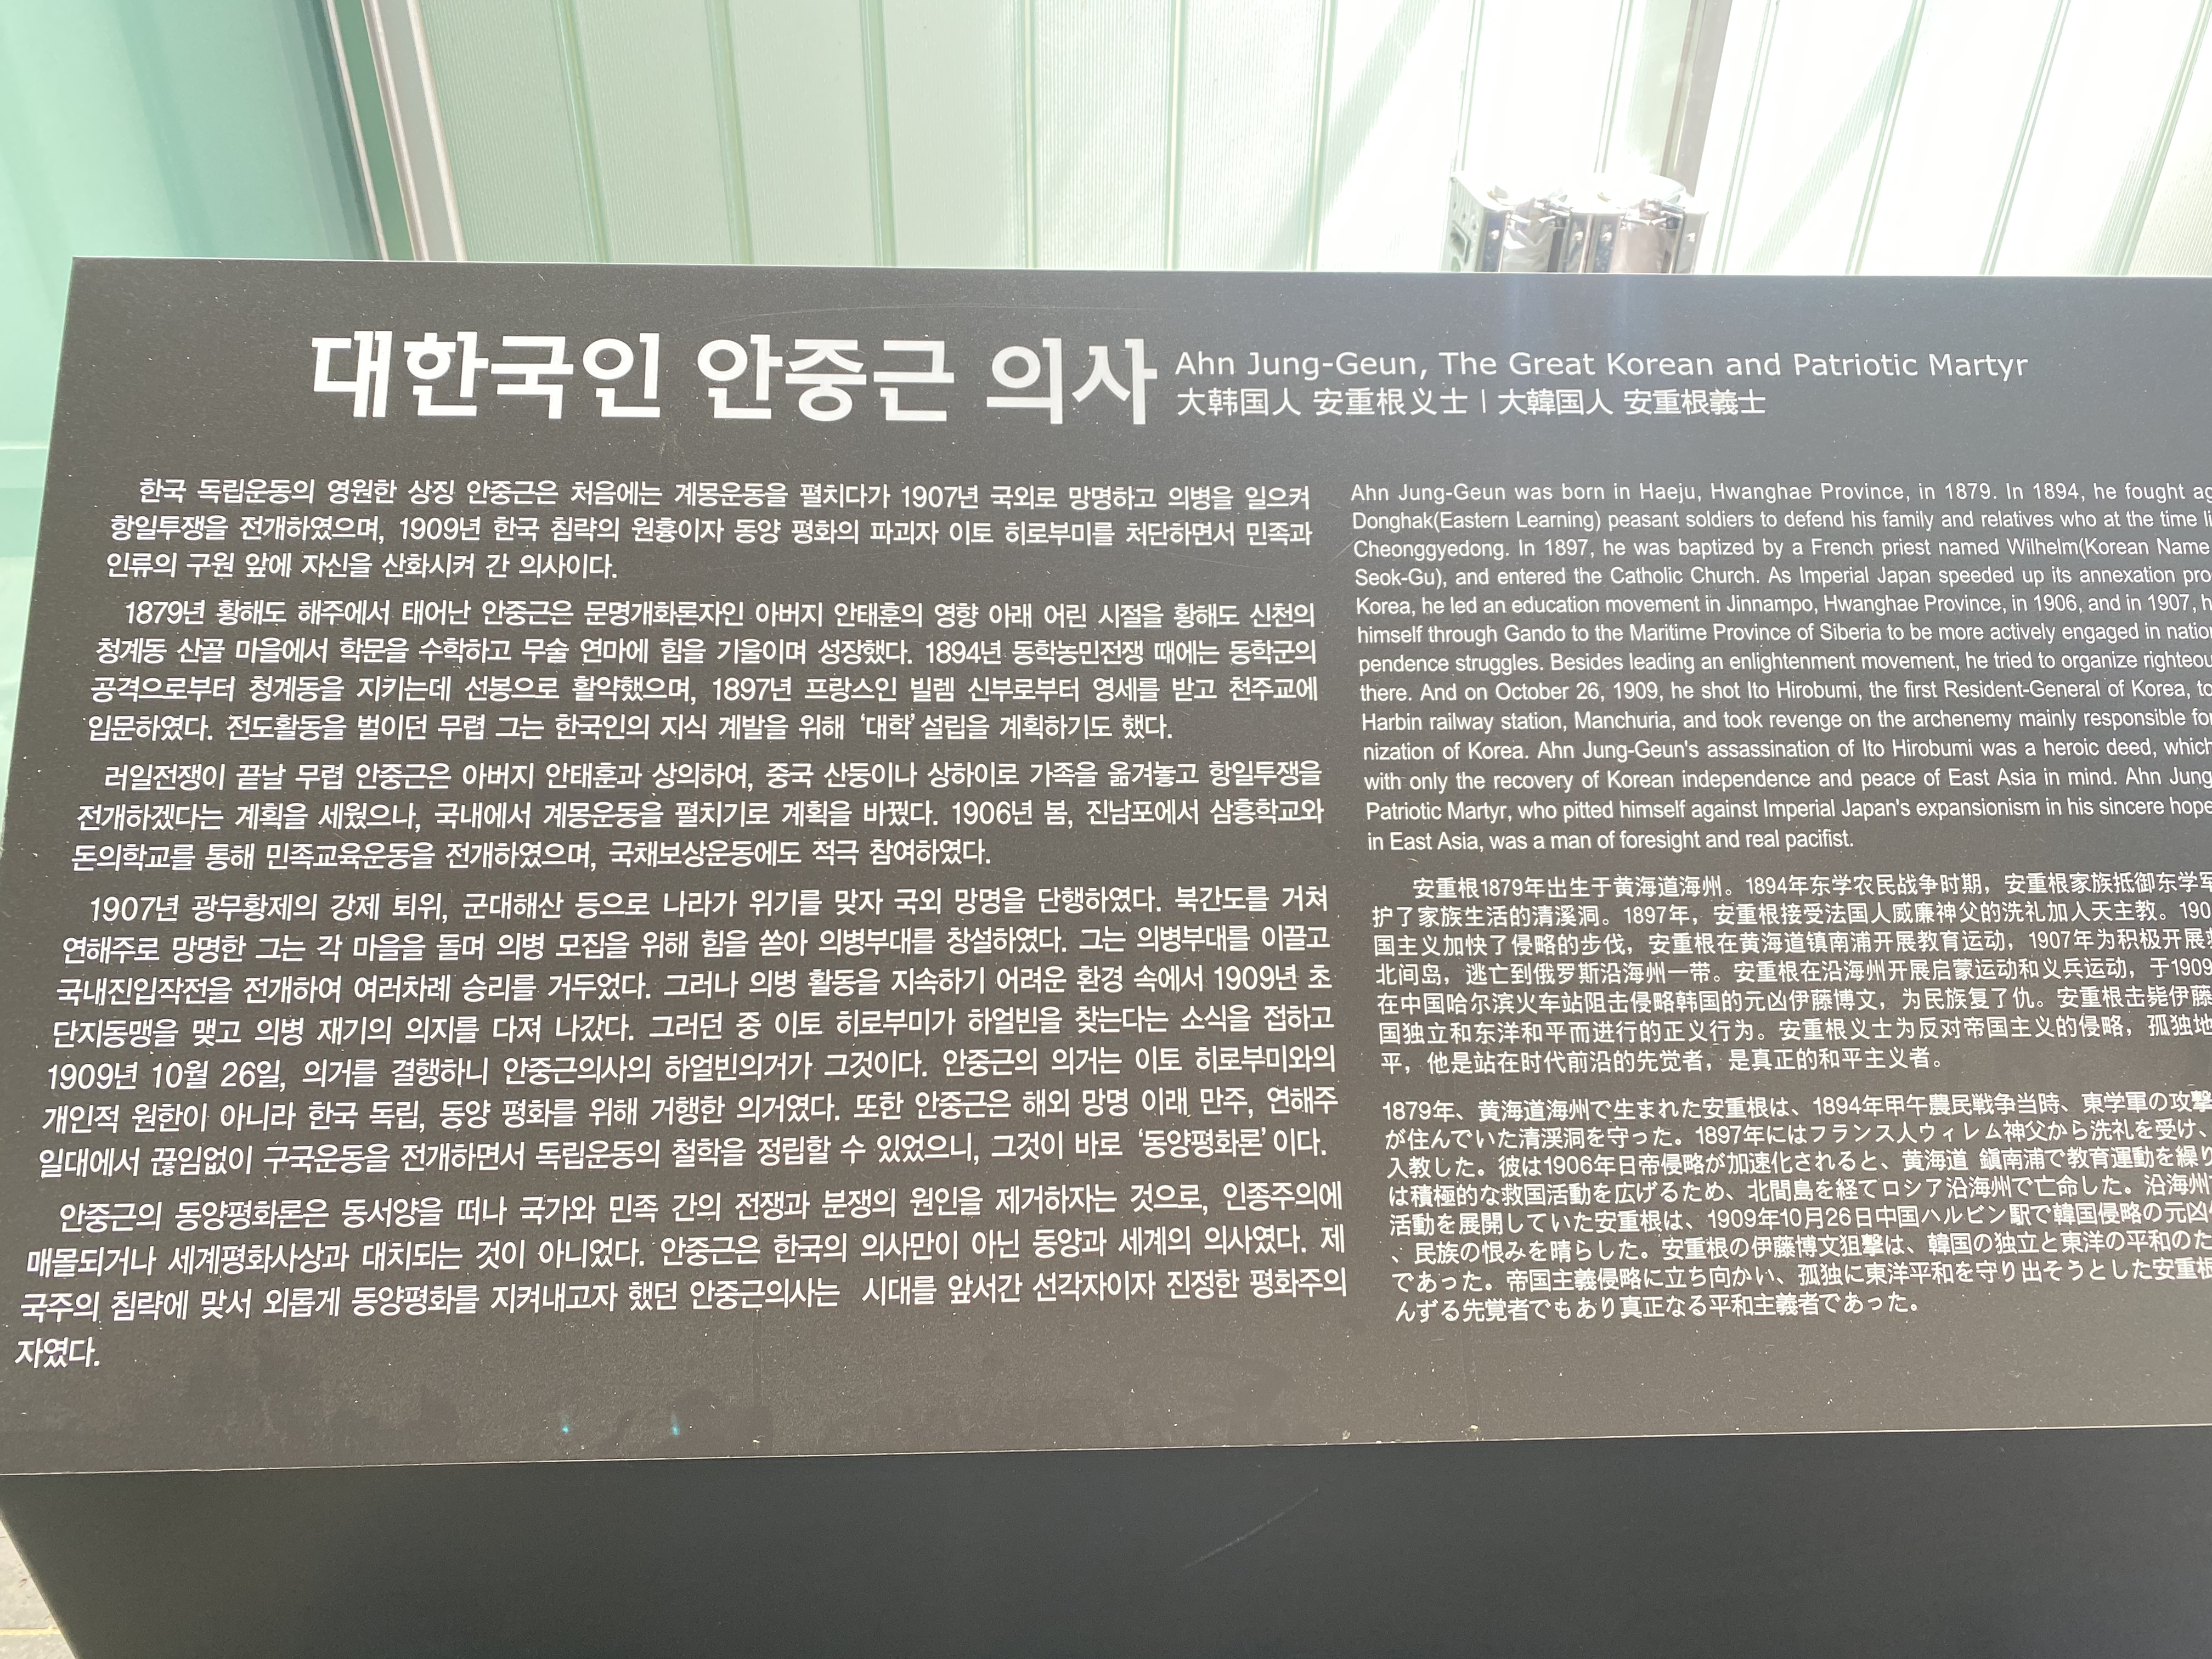 대한국인 안중근 의사
Ahn Jung-Geun, The Great Korean and Patriotic Martyr
大韩国人 安重根义士 | 大韓国人 安重根義士
한국 독립운동의 영원한 상징 안중근은 처음에는 계몽운동을 펼치다가 1907년 국외로 망명하고 의병을 일으켜
항일투쟁을 전개하였으며, 1909년 한국 침략의 원흉이자 동양 평화의 파괴자 이토 히로부미를 처단하면서 민족과
인류의 구원 앞에 자신을 산화시켜 간 의사이다.
1879년 황해도 해주에서 태어난 안중근은 문명개화론자인 아버지 안태훈의 영향 아래 어린 시절을 황해도 신천의
청계동 산골 마을에서 학문을 수학하고 무술 연마에 힘을 기울이며 성장했다. 1894년 동학농민전쟁 때에는 동학군의
공격으로부터 청계동을 지키는데 선봉으로 활약했으며, 1897년 프랑스인 빌렘 신부로부터 영세를 받고 천주교에
입문하였다. 전도활동을 벌이던 무렵 그는 한국인의 지식 계발을 위해 ‘대학’ 설립을 계획하기도 했다.
러일전쟁이 끝날 무렵 안중근은 아버지 안태훈과 상의하여, 중국 산둥이나 상하이로 가족을 옮겨놓고 항일투쟁을
전개하겠다는 계획을 세웠으나, 국내에서 계몽운동을 펼치기로 계획을 바꿨다. 1906년 봄, 진남포에서 삼흥학교와
돈의학교를 통해 민족교육운동을 전개하였으며, 국채보상운동에도 적극 참여하였다.
1907년 광무황제의 강제 퇴위, 군대해산 등으로 나라가 위기를 맞자 국외 망명을 단행하였다. 북간도를 거쳐
연해주로 망명한 그는 각 마을을 돌며 의병 모집을 위해 힘을 쏟아 의병부대를 창설하였다. 그는 의병부대를 이끌고
국내진입작전을 전개하여 여러차례 승리를 거두었다. 그러나 의병 활동을 지속하기 어려운 환경 속에서 1909년 초
단지동맹을 맺고 의병 재기의 의지를 다져 나갔다. 그러던 중 이토 히로부미가 하얼빈을 찾는다는 소식을 접하고
1909년 10월 26일, 의거를 결행하니 안중근의사의 하얼빈의거가 그것이다. 안중근의 의거는 이토 히로부미와의
개인적 원한이 아니라 한국 독립, 동양 평화를 위해 거행한 의거였다. 또한 안중근은 해외 망명 이래 만주, 연해주
일대에서 끊임없이 구국운동을 전개하면서 독립운동의 철학을 정립할 수 있었으니, 그것이 바로 ‘동양평화론’ 이다.
안중근의 동양평화론은 동서양을 떠나 국가와 민족 간의 전쟁과 분쟁의 원인을 제거하자는 것으로, 인종주의에
매몰되거나 세계평화사상과 대치되는 것이 아니었다. 안중근은 한국의 의사만이 아닌 동양과 세계의 의사였다. 제
국주의 침략에 맞서 외롭게 동양평화를 지켜내고자 했던 안중근의사는 시대를 앞서간 선각자이자 진정한 평화주의
자였다.
Ahn Jung-Geun was born in Haeju, Hwanghae Province, in 1879. In 1894, he fought
Donghak(Eastern Learning) peasant soldiers to defend his family and relatives who at the time
Cheonggyedong. In 1897, he was baptized by a French priest named Wilhelm(Korean Name
Seok-Gu), and entered the Catholic Church. As Imperial Japan speeded up its annexation
Korea, he led an education movement in Jinnampo, Hwanghae Province, in 1906, and in 1907,
himself through Gando to the Maritime Province of Siberia to be more actively engaged in
pendence struggles. Besides leading an enlightenment movement, he tried to organize
there. And on October 26, 1909, he shot Ito Hirobumi, the first Resident-General of Korea,
Harbin railway station, Manchuria, and took revenge on the archenemy mainly responsible
nization of Korea. Ahn Jung-Geun's assassination of Ito Hirobumi was a heroic deed,
with only the recovery of Korean independence and peace of East Asia in mind. Ahn
Patriotic Martyr, who pitted himself against Imperial Japan's expansionism in his sincere
in East Asia, was a man of foresight and real pacifist.
安重根1879年出生于黄海道海州。1894年东学农民战争时期，安重根家族抵御东学军
护了家族生活的清溪洞。1897年，安重根接受法国人威廉神父的洗礼加入天主教。190
国主义加快了侵略的步伐，安重根在黄海道镇南浦开展教育运动，1907年为积极开展
北间岛，逃亡到俄罗斯沿海州一带。安重根在沿海州开展启蒙运动和义兵运动，于1909
在中国哈尔滨火车站阻击侵略韩国的元凶伊藤博文，为民族复了仇。安重根击毙伊藤
国独立和东洋和平而进行的正义行为。安重根义士为反对帝国主义的侵略，孤独地
平，他是站在时代前沿的先觉者，是真正的和平主义者。
1879年、黄海道海州で生まれた安重根は、1894年甲午農民戦争当時、東学軍の攻撃
が住んでいた清渓洞を守った。1897年にはフランス人ウィレム神父から洗礼を受け、
入教した。彼は1906年日帝侵略が加速化されると、黄海道 鎮南浦で教育運動を繰り
は積極的な救国活動を広げるため、北間島を経てロシア沿海州で亡命した。沿海州
活動を展開していた安重根は、1909年10月26日中国ハルビン駅で韓国侵略の元凶
、民族の恨みを晴らした。安重根の伊藤博文狙撃は、韓国の独立と東洋の平和のた
であった。帝国主義侵略に立ち向かい、孤独に東洋平和を守り出そうとした安重根
んずる先覚者でもあり真正なる平和主義者であった。